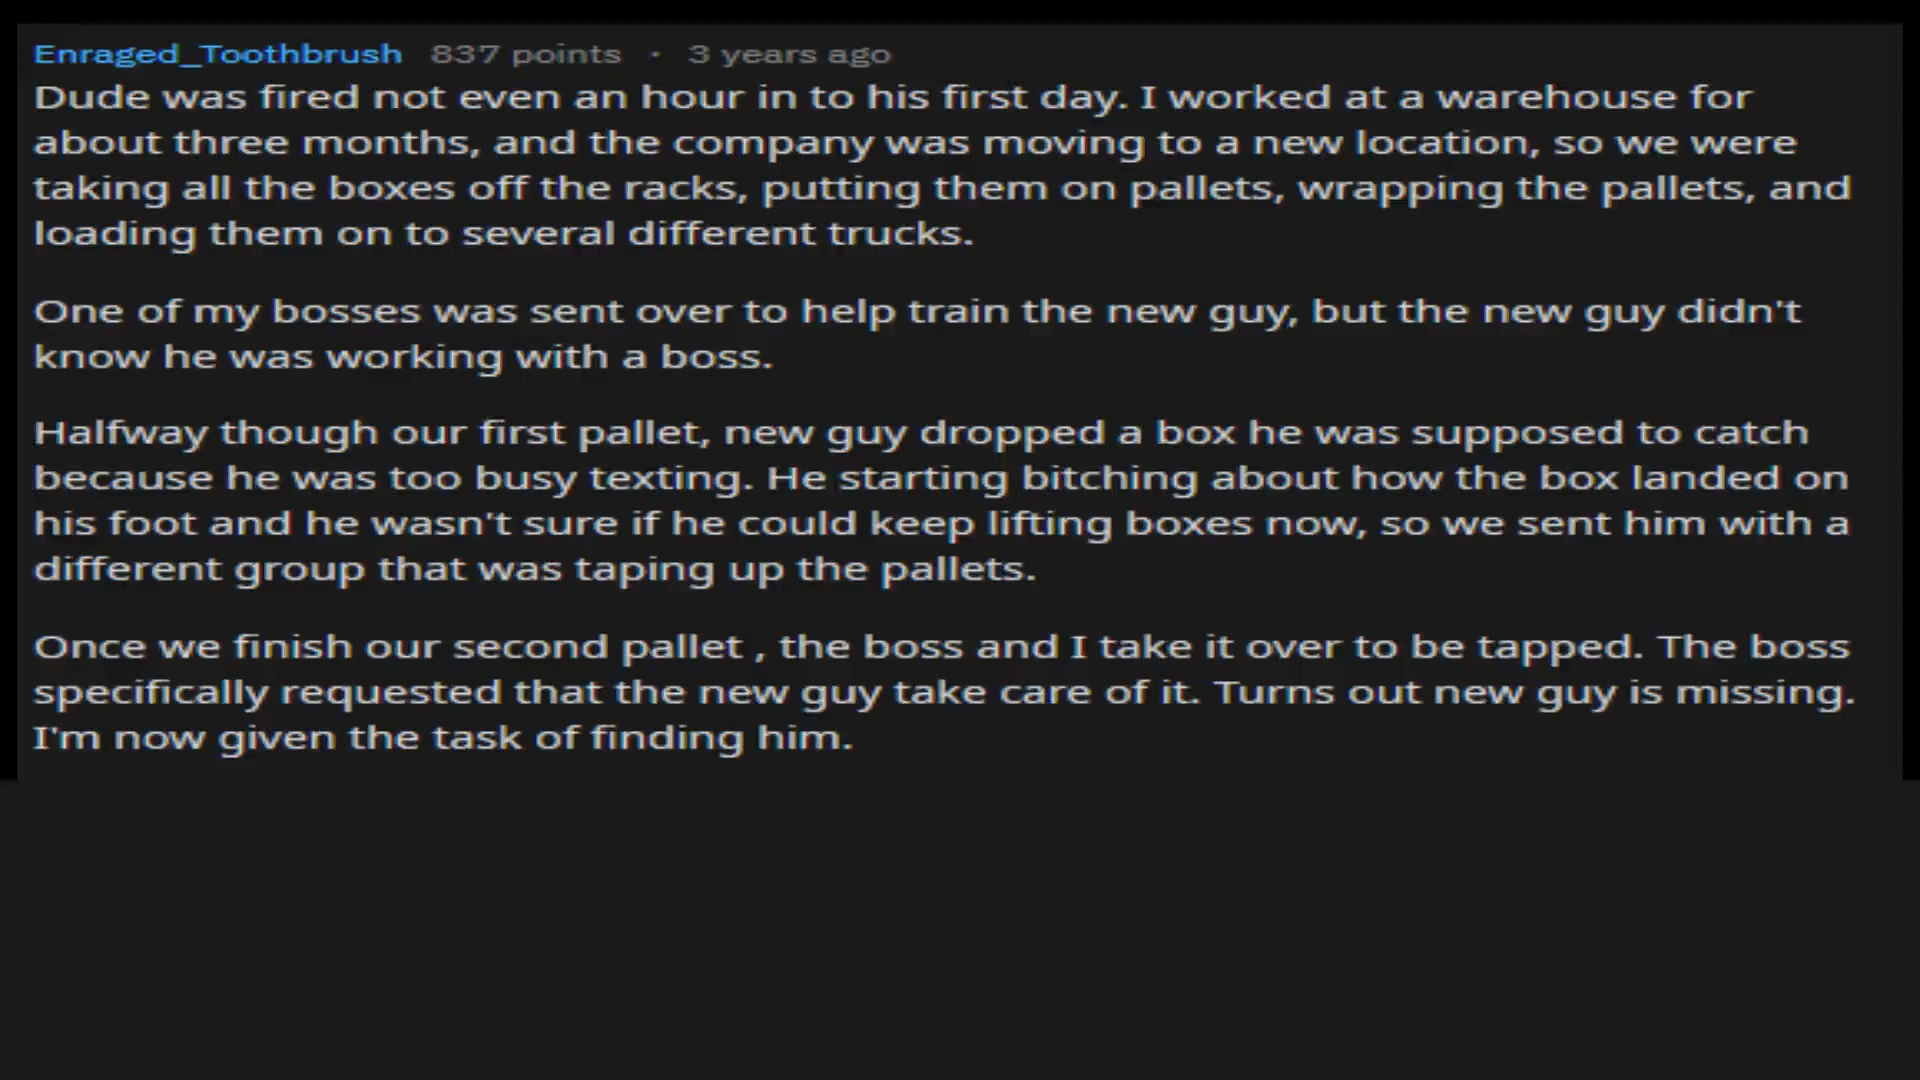 Enraged_Toothbrush 837 points · 3 years ago
Dude was fired not even an hour in to his first day. I worked at a warehouse for
about three months, and the company was moving to a new location, so we were
taking all the boxes off the racks, putting them on pallets, wrapping the pallets, and
loading them on to several different trucks.
One of my bosses was sent over to help train the new guy, but the new guy didn't
know he was working with a boss.
Halfway though our first pallet, new guy dropped a box he was supposed to catch
because he was too busy texting. He starting bitching about how the box landed on
his foot and he wasn't sure if he could keep lifting boxes now, so we sent him with a
different group that was taping up the pallets.
Once we finish our second pallet , the boss and I take it over to be tapped. The boss
specifically requested that the new guy take care of it. Turns out new guy is missing.
I'm now given the task of finding him.